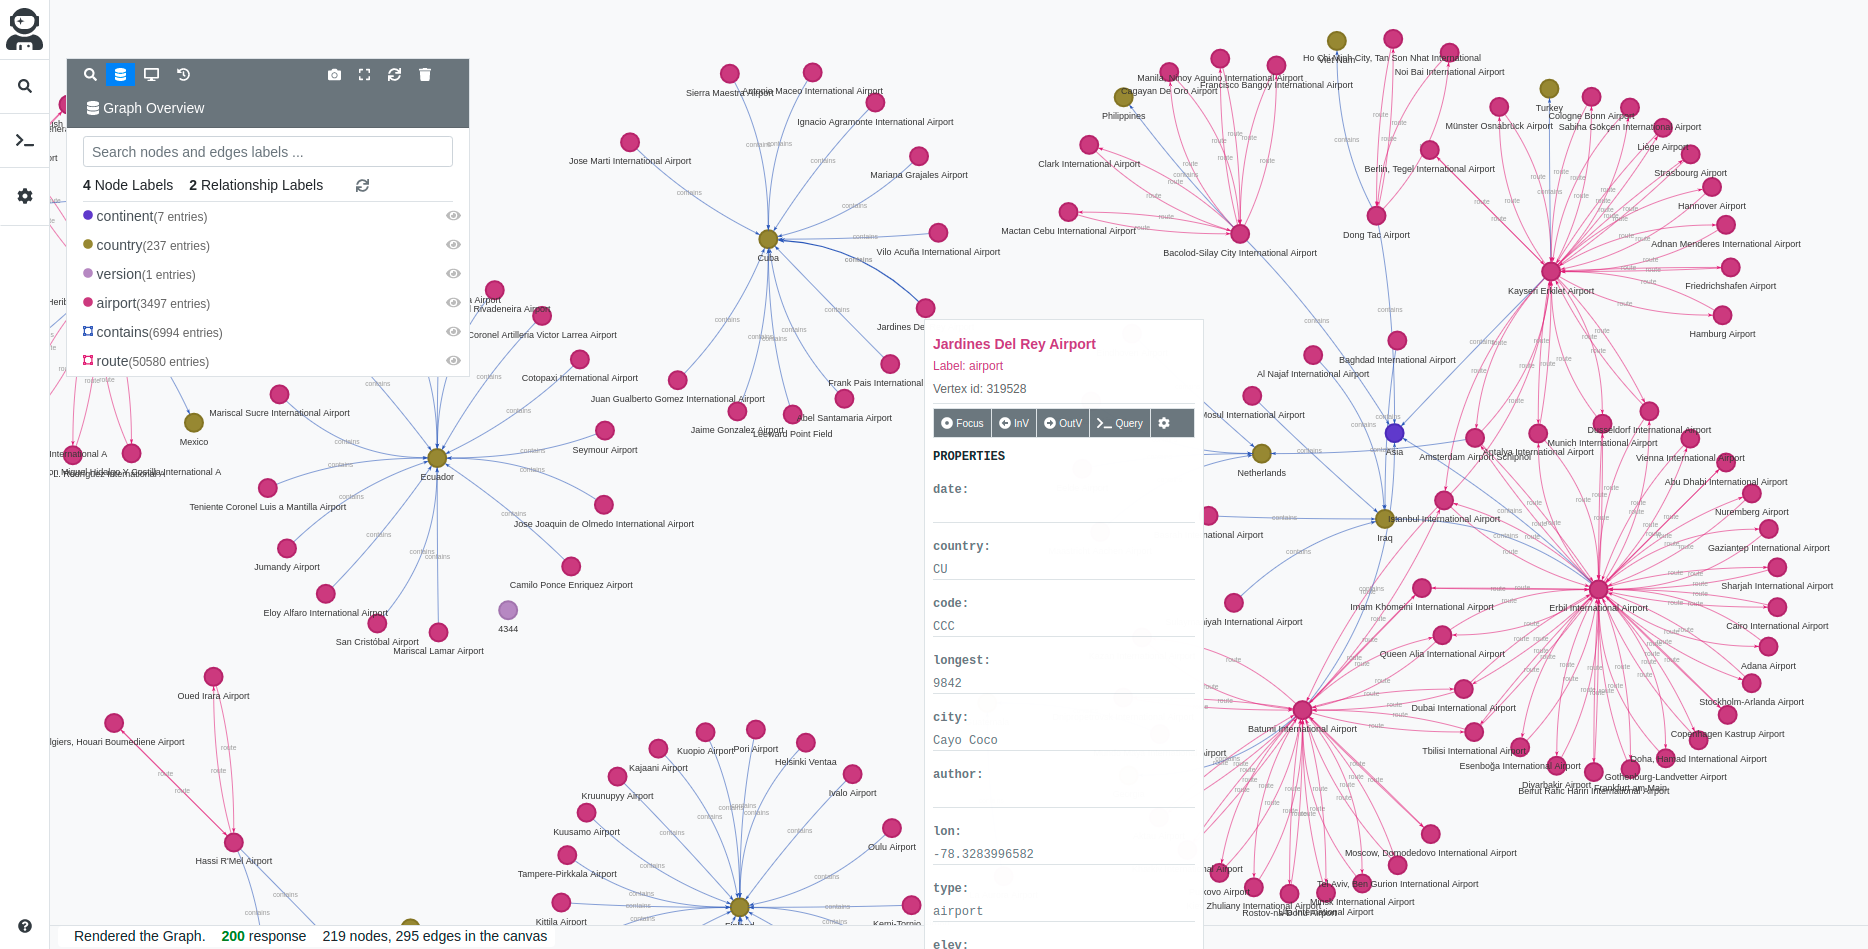 Graph Overview
Search nodes and edges labels ...
4 Node Labels 2 Relationship Labels
continent(7 entries)
country(237 entries)
version(1 entries)
airport(3497 entries)
contains(6994 entries)
route(50580 entries)
Sierra Maestra Airport
Antonio Maceo International Airport
Ignacio Agramonte International Airport
Jose Marti International Airport
Mariana Grajales Airport
Vilo Acuña International Airport
Cuba
Jardines De
Frank Pais International
Juan Gualberto Gomez International Airport
Abel Santamaria Airport
Jaime Gonzalez Airport
Leeward Point Field
Rivadeneira Airport
Coronel Artilleria Victor Larrea Airport
Cotopaxi International Airport
Mariscal Sucre International Airport
Mexico
Seymour Airport
Ecuador
Teniente Coronel Luis a Mantilla Airport
Jose Joaquin de Olmedo International Airport
Jumandy Airport
Camilo Ponce Enriquez Airport
Eloy Alfaro International Airport
San Cristóbal Airport
Mariscal Lamar Airport
4344
Oued Irara Airport
lgiers, Houari Boumediene Airport
Hassi R'Mel Airport
Kuopio Airport
Pori Airport
Helsinki Ventaa
Kajaani Airport
Kruunupyy Airport
Ivalo Airport
Kuusamo Airport
Oulu Airport
Tampere-Pirkkala Airport
Kittila Airport
Jardines Del Rey Airport
Label: airport
Vertex id: 319528
Focus InV OutV Query
PROPERTIES
date:
country:
CU
code:
CCC
longest:
9842
city:
Cayo Coco
author:
lon:
-78.3283996582
type:
airport
elev:
Ho Chi Minh City, Tan Son Nhat International
Noi Bai International Airport
Manila, Ninoy Aquino International Airport
Francisco Bangoy International Airport
Cagayan De Oro Airport
Philippines
Clark International Airport
Mactan Cebu International Airport
Bacolod-Silay City International Airport
Berlin, Tegel International Airport
Dong Tac Airport
Turkey
Münster Osnabrück Airport
Cologne Bonn Airport
Sabiha Gökçen International Airport
Liège Airport
Strasbourg Airport
Hannover Airport
Adnan Menderes International Airport
Kayseri Erkilet Airport
Friedrichshafen Airport
Hamburg Airport
Baghdad International Airport
Al Najaf International Airport
Mosul International Airport
Netherlands
Asia
Amsterdam Airport Schiphol
Antalya International Airport
Munich International Airport
Dusseldorf International Airport
Vienna International Airport
Abu Dhabi International Airport
Nuremberg Airport
Istanbul International Airport
Iraq
Gaziantep International Airport
Sharjah International Airport
Erbil International Airport
Imam Khomeini International Airport
Cairo International Airport
Queen Alia International Airport
Adana Airport
Stockholm-Arlanda Airport
Dubai International Airport
Batumi International Airport
Copenhagen Kastrup Airport
Tbilisi International Airport
Esenboğa International Airport
Doha, Hamad International Airport
Gothenburg-Landvetter Airport
Diyarbakir Airport
Frankfurt am Main
Beirut Rafic Hariri International Airport
Moscow, Domodedovo International Airport
Tel Aviv, Ben Gurion International Airport
Minsk International Airport
Zhuliany International Airport
Rendered the Graph. 200 response 219 nodes, 295 edges in the canvas